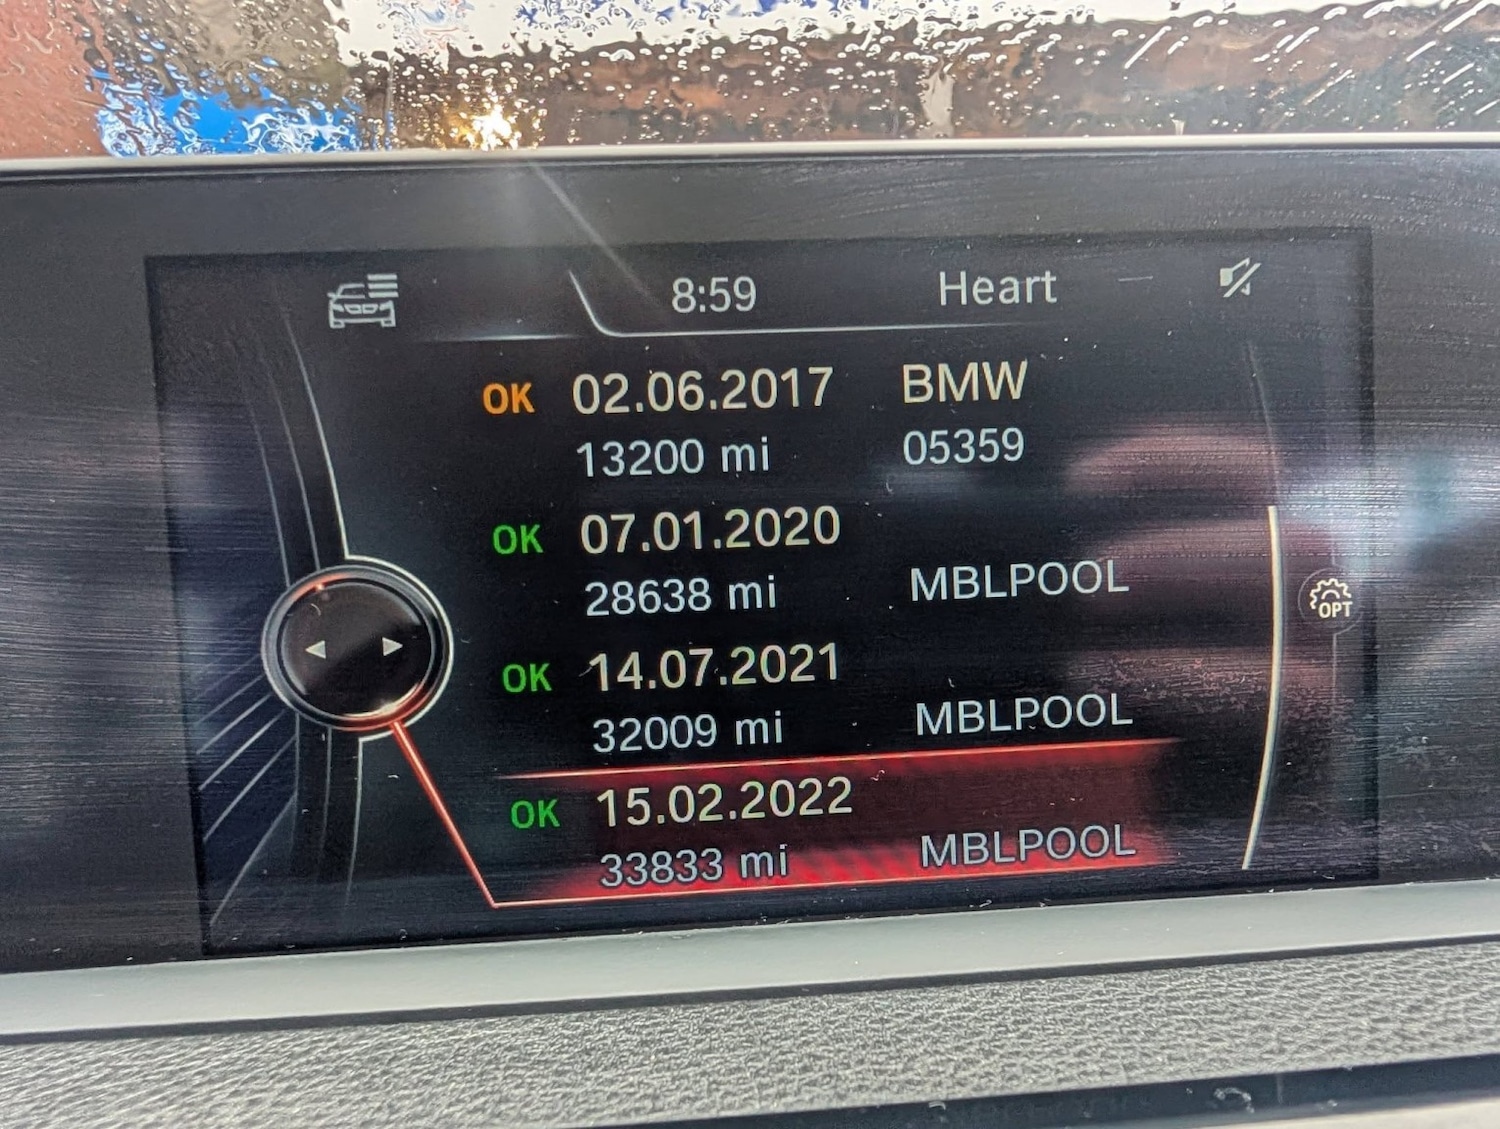 8:59 Heart
OK 02.06.2017 BMW
13200 mi 05359
OK 07.01.2020
28638 mi MBLPOOL
OPT
OK 14.07.2021
32009 mi MBLPOOL
OK 15.02.2022
33833 mi MBLPOOL